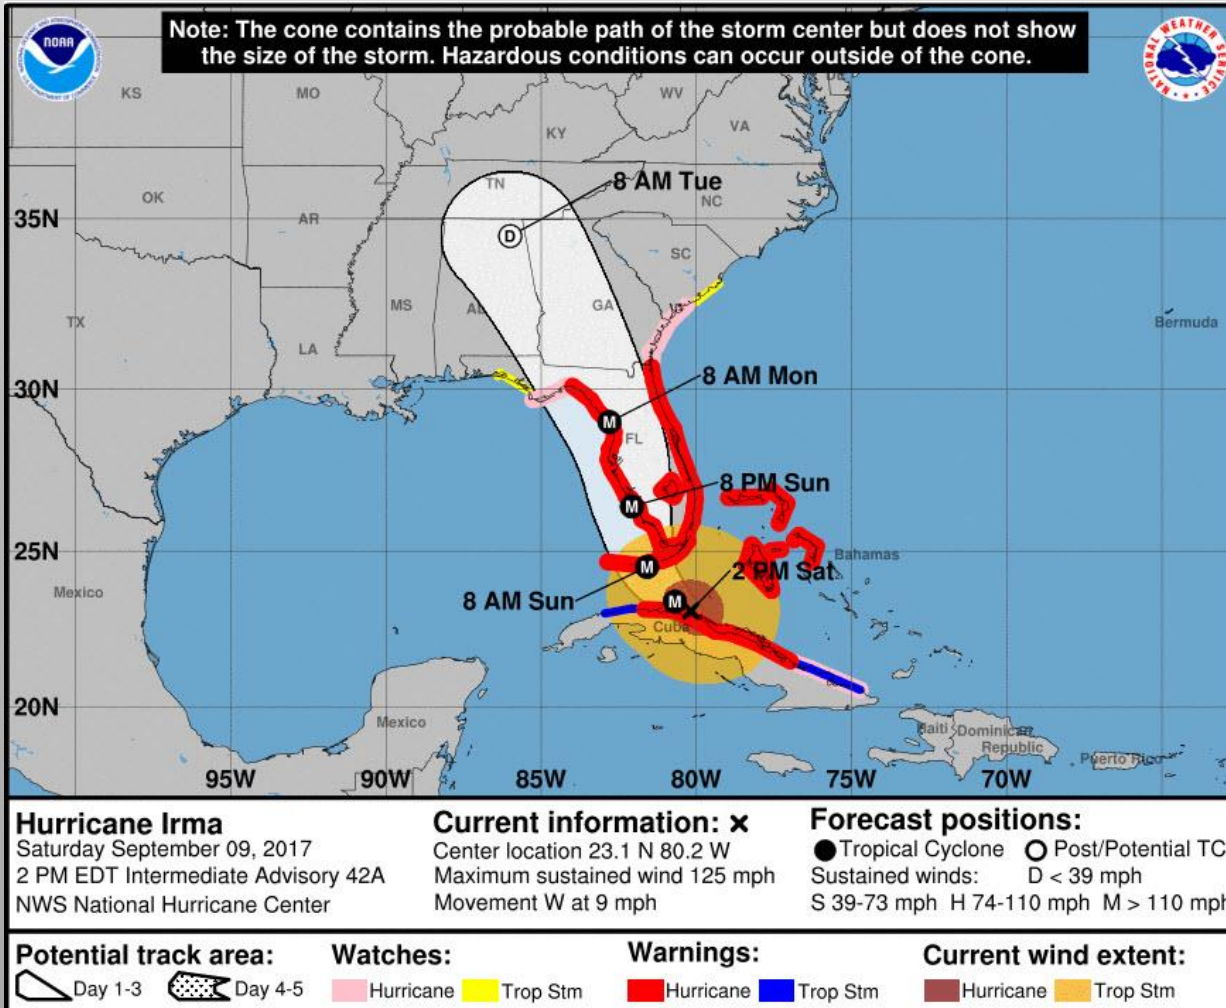 Note: The cone contains the probable path of the storm center but does not show
the size of the storm. Hazardous conditions can occur outside of the cone.
NOAA
NATIONAL WEATHER SERVICE
KS
MO
WV
DE
KY
VA
8 AM Tue
TN
OK
NC
35N
AR
SC
MS
AL
GA
TX
Bermuda
LA
8 AM Mon
30N
FL
8 PM Sun
25N
Bahamas
2 PM Sat
Mexico
8 AM Sun
Cuba
20N
Mexico
Haiti
Dominican
Republic
Puerto Rico
95W
90W
85W
80W
75W
70W
M
M
M
M
D
Hurricane Irma
Saturday September 09, 2017
2 PM EDT Intermediate Advisory 42A
NWS National Hurricane Center
Current information: x
Center location 23.1 N 80.2 W
Maximum sustained wind 125 mph
Movement W at 9 mph
Forecast positions:
Tropical Cyclone Post/Potential TC
Sustained winds: D < 39 mph
S 39-73 mph H 74-110 mph M > 110 mph
Potential track area:
Day 1-3 Day 4-5
Watches:
Hurricane Trop Stm
Warnings:
Hurricane Trop Stm
Current wind extent:
Hurricane Trop Stm